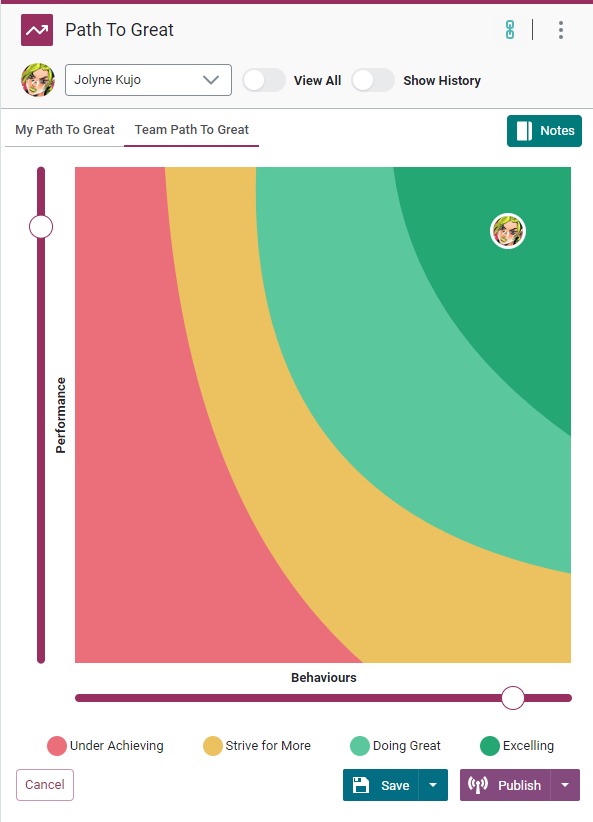 Path To Great
Jolyne Kujo
View All
Show History
My Path To Great
Team Path To Great
Notes
Performance
Behaviours
Under Achieving
Strive for More
Doing Great
Excelling
Cancel
Save
Publish